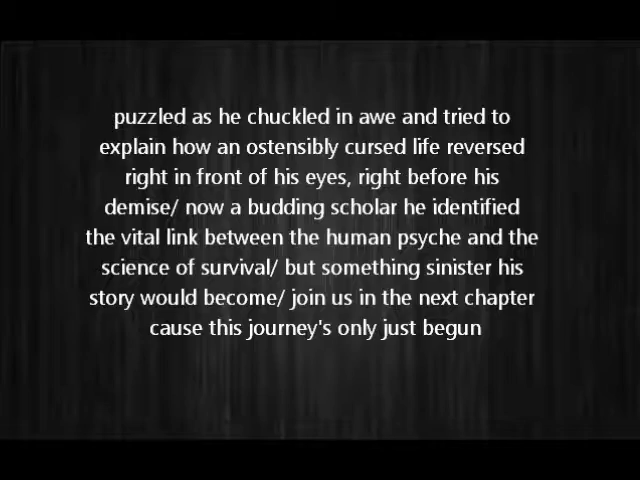 puzzled as he chuckled in awe and tried to
explain how an ostensibly cursed life reversed
right in front of his eyes, right before his
demise/ now a budding scholar he identified
the vital link between the human psyche and the
science of survival/ but something sinister his
story would become/ join us in the next chapter
cause this journey's only just begun